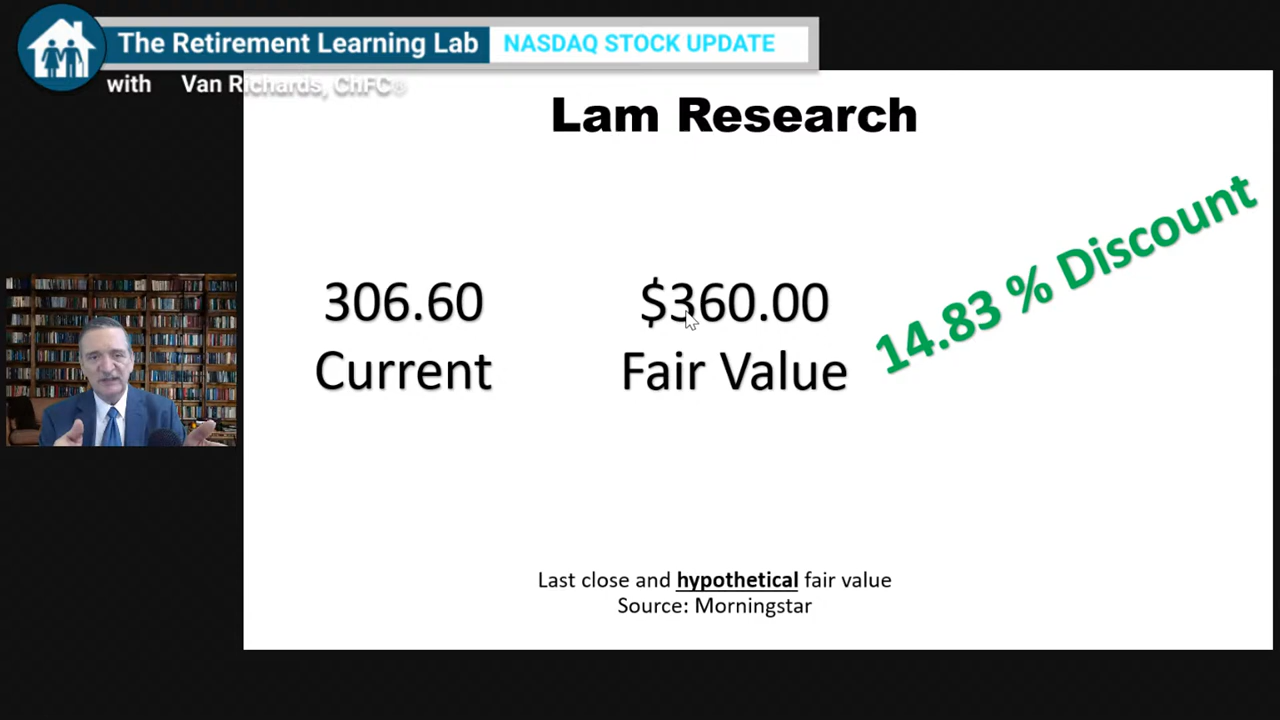 The Retirement Learning Lab NASDAQ STOCK UPDATE
with Van Richards, ChFC®
Lam Research
14.83 % Discount
306.60 $360.00
Current Fair Value
Last close and hypothetical fair value
Source: Morningstar